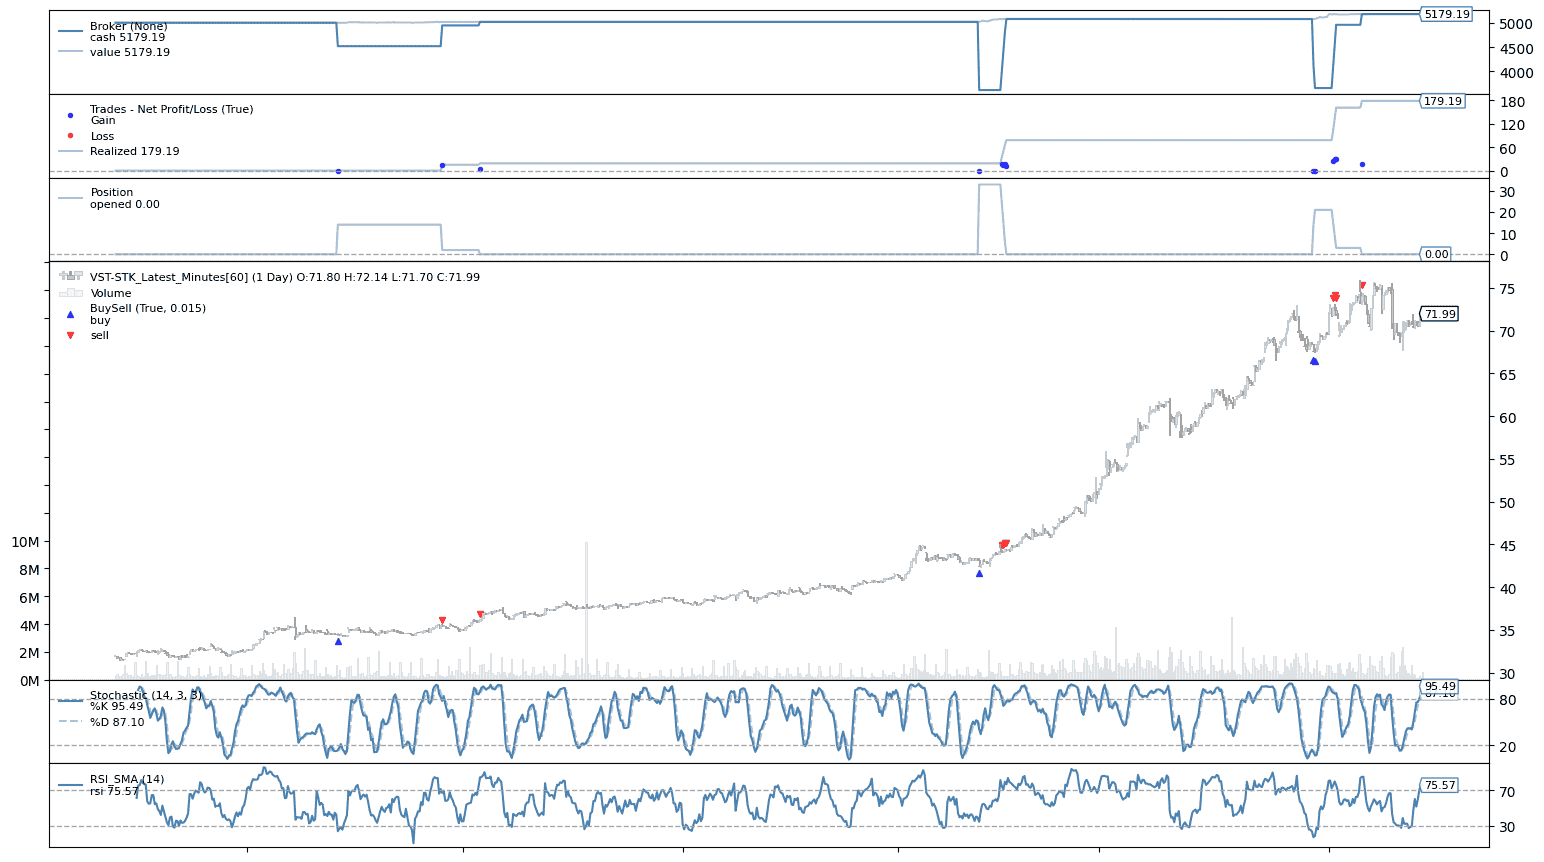 Broker (None)
cash 5179.19
value 5179.19
5179.19
5000
4500
4000
Trades - Net Profit/Loss (True)
Gain
Loss
Realized 179.19
179.19
180
120
60
0
Position
opened 0.00
30
20
10
0
0.00
VST-STK_Latest_Minutes[60] (1 Day) O:71.80 H:72.14 L:71.70 C:71.99
Volume
BuySell (True, 0.015)
buy
sell
75
71.99
70
65
60
55
50
45
40
35
30
10M
8M
6M
4M
2M
0M
Stochastic (14, 3, 3)
%K 95.49
%D 87.10
95.49
80
20
RSI_SMA (14)
rsi 75.57
75.57
70
30